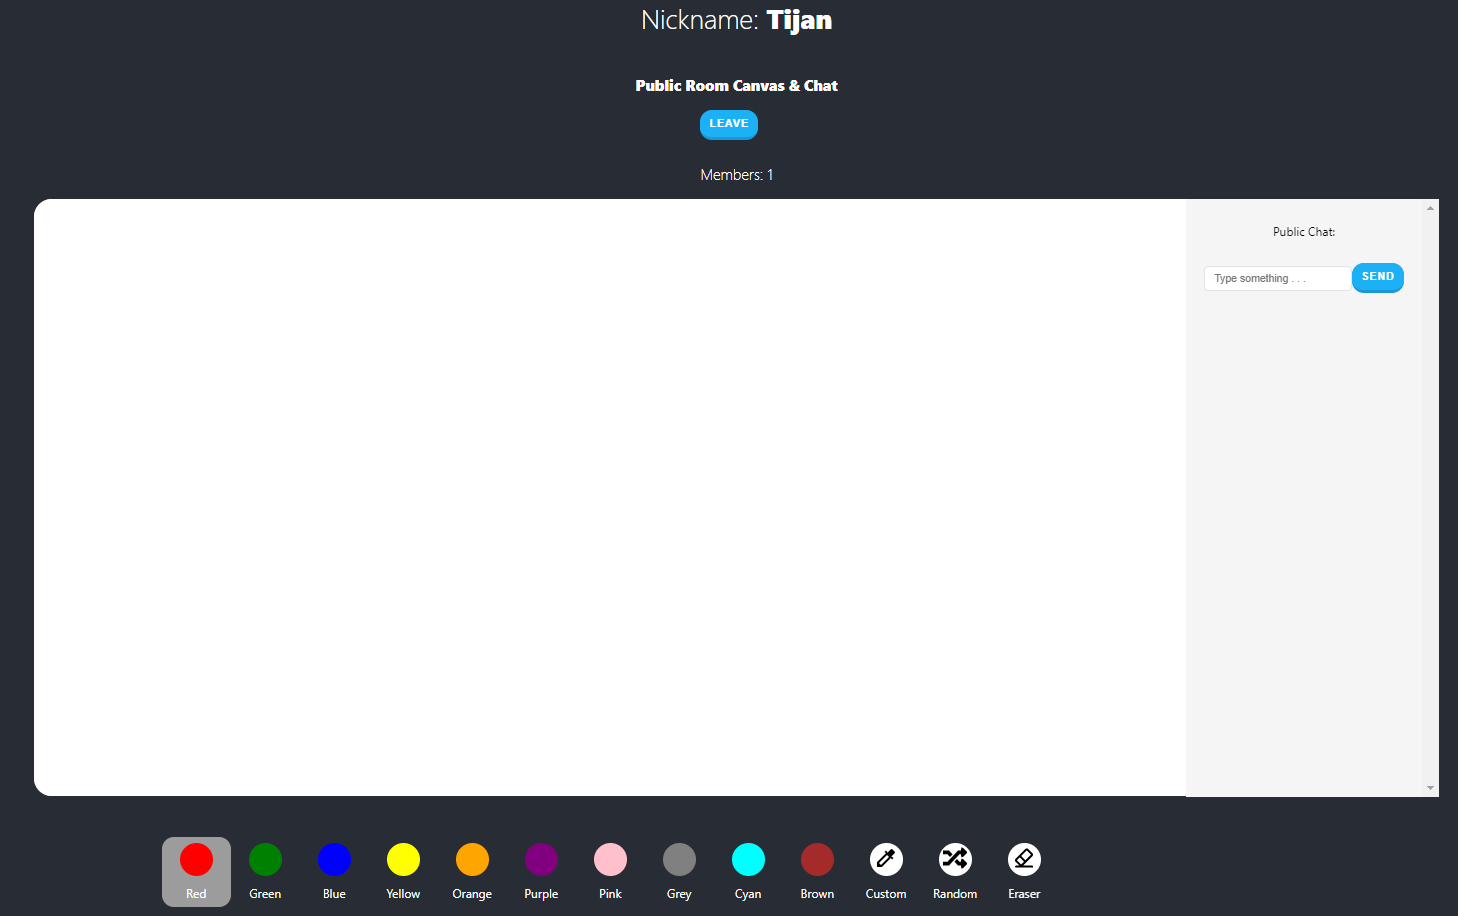 Nickname: Tijan
Public Room Canvas & Chat
LEAVE
Members: 1
Public Chat:
Type something . . .
SEND
Red
Green
Blue
Yellow
Orange
Purple
Pink
Grey
Cyan
Brown
Custom
Random
Eraser